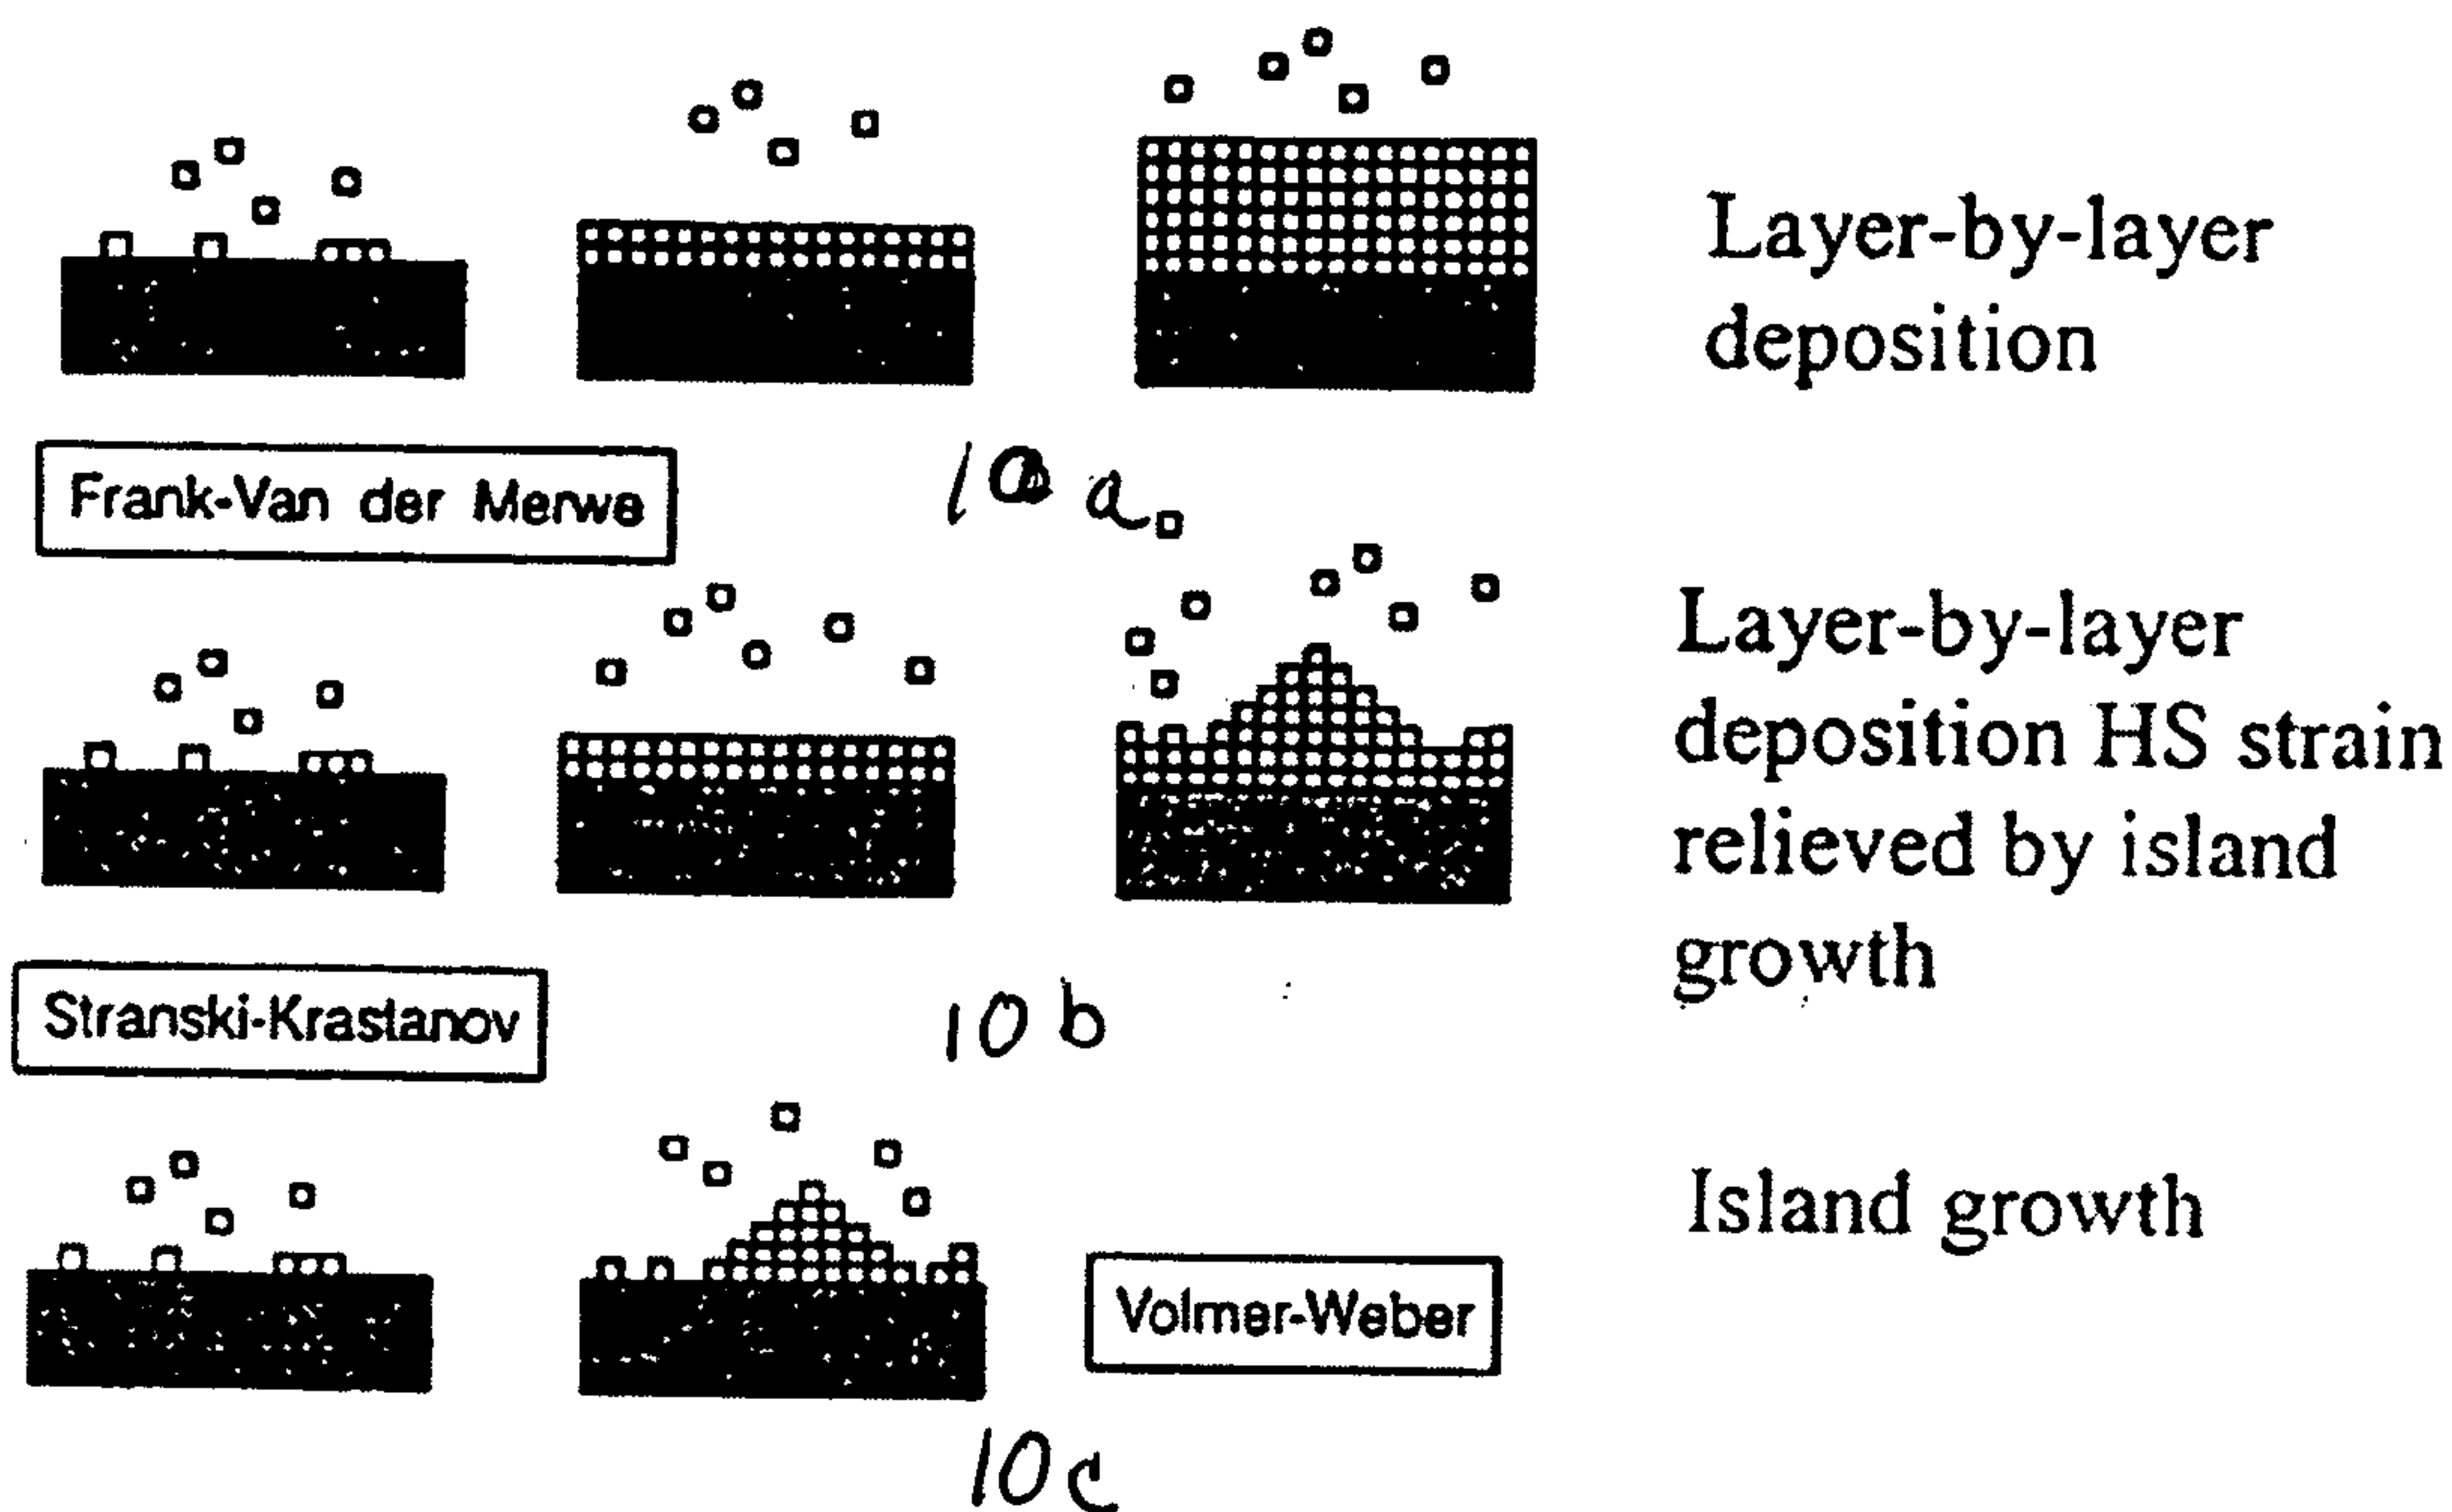 Layer-by-layer
deposition
Frank-Van der Merwe
10 a.
Layer-by-layer
deposition HS strain
relieved by island
growth
Stranski-Krastanov
10 b
Island growth
Volmer-Weber
10c